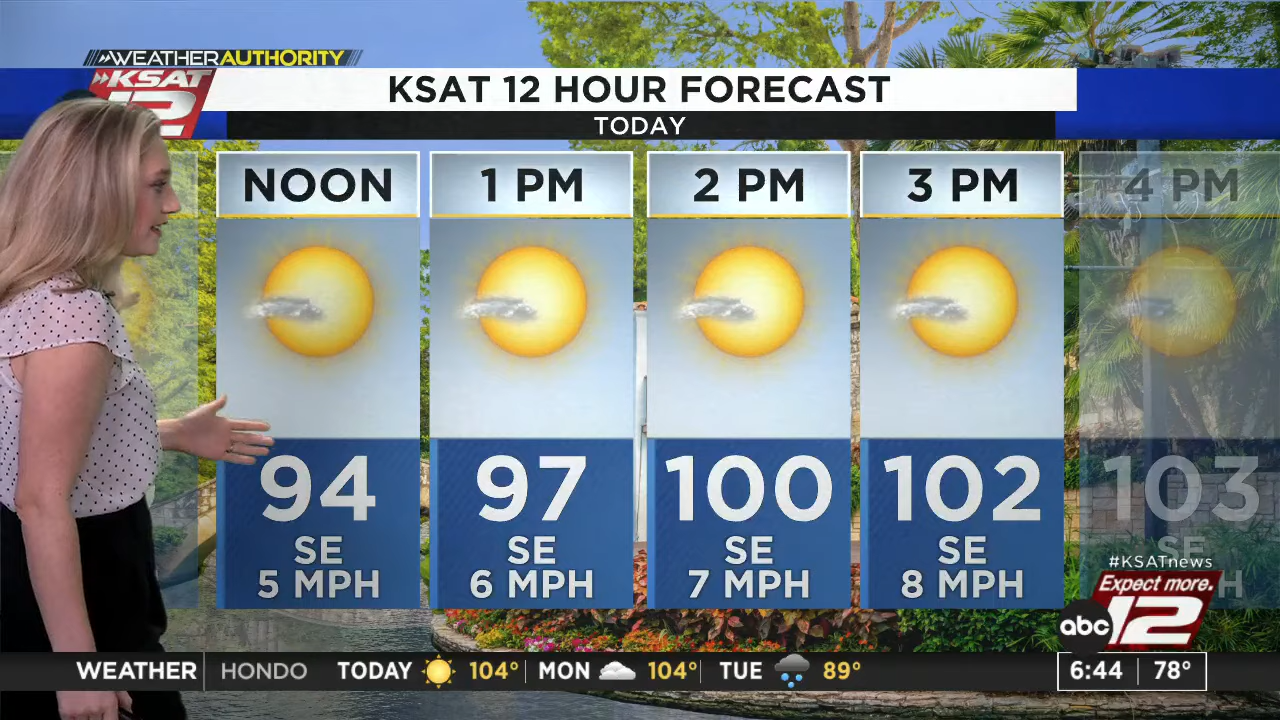 WEATHERAUTHORITY
KSAT
12
KSAT 12 HOUR FORECAST
TODAY
NOON
1 PM
2 PM
3 PM
4 PM
94
97
100
102
103
SE
SE
SE
SE
SE
5 MPH
6 MPH
7 MPH
8 MPH
H
#KSATnews
Expect more.
abc 12
WEATHER HONDO TODAY 104° MON 104° TUE 89°
6:44 78°